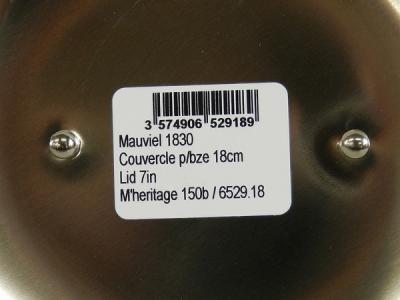 3 574906 529189
Mauviel 1830
Couvercle p/bze 18cm
Lid 7in
M'heritage 150b / 6529.18